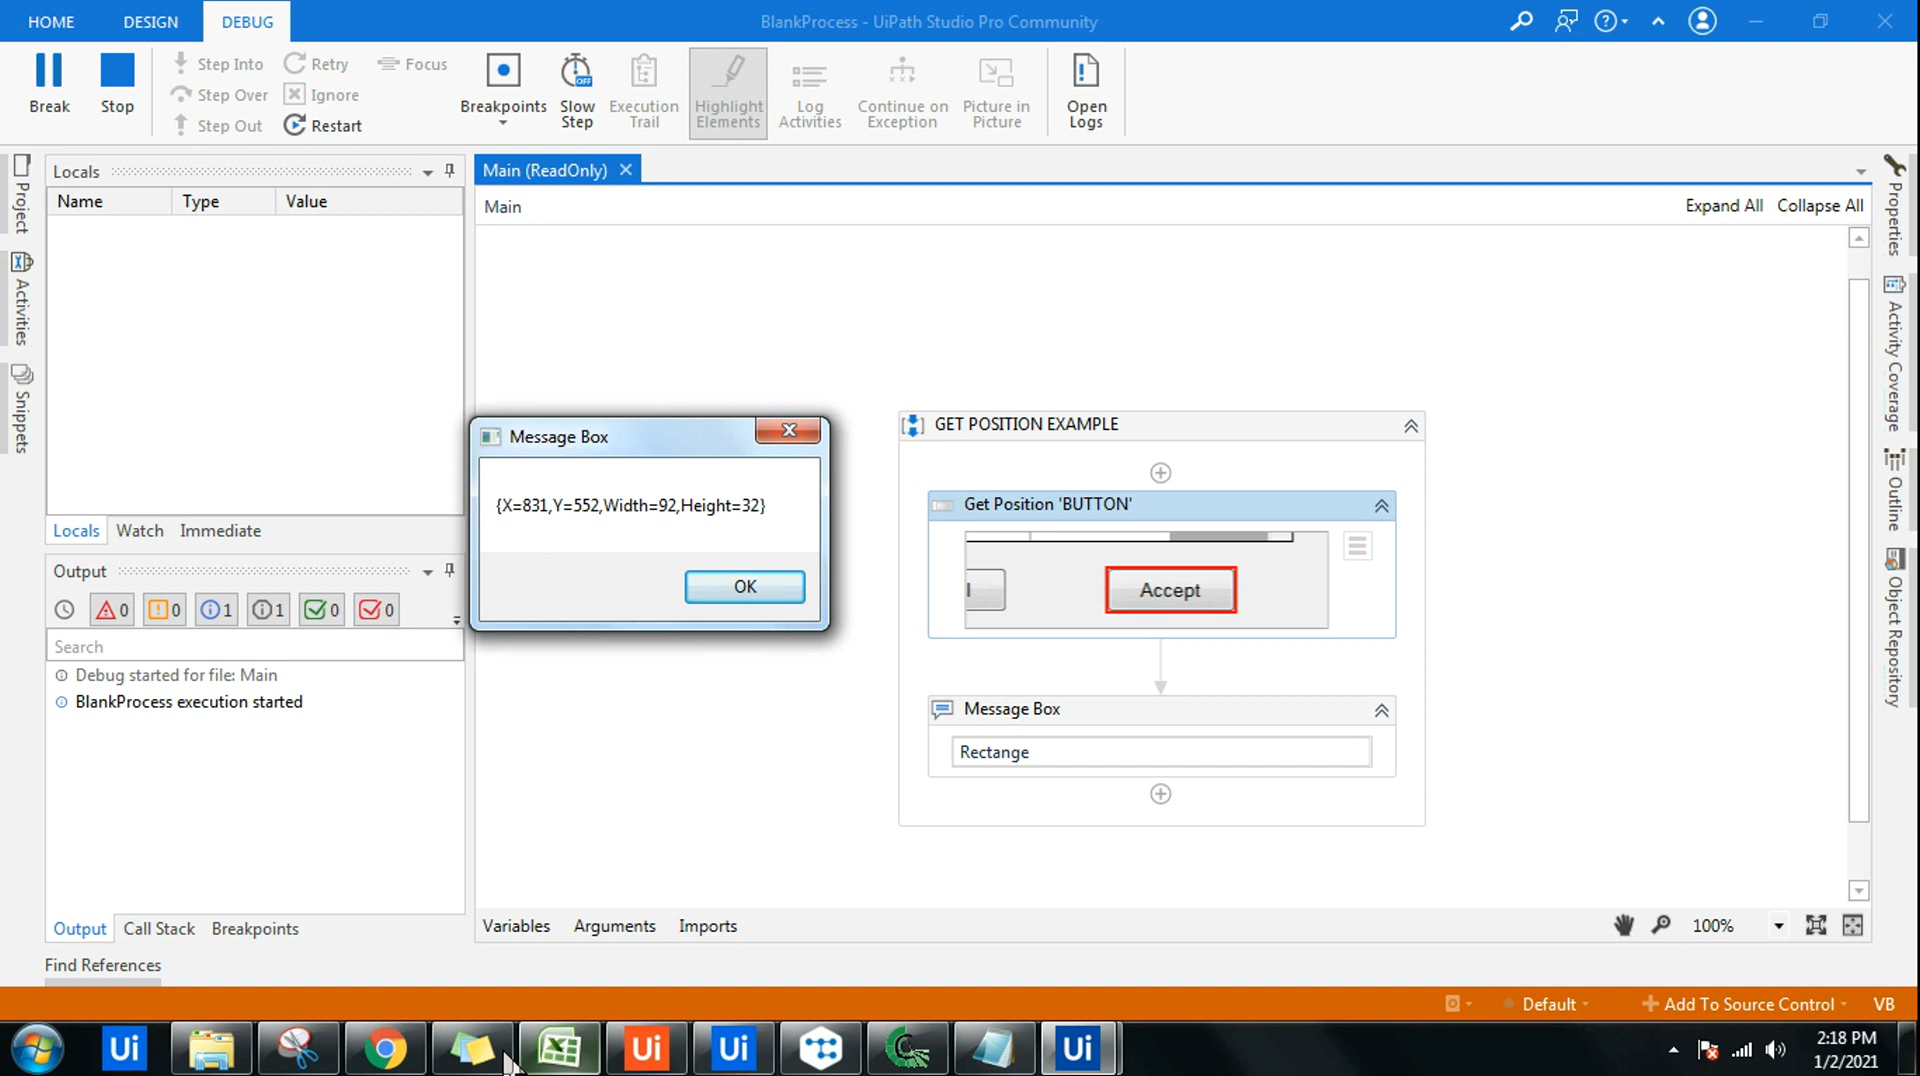 HOME DESIGN DEBUG BlankProcess - UiPath Studio Pro Community
Break
Stop
Step Into
Step Over
Step Out
Retry
Ignore
Restart
Focus
Breakpoints
Slow
Step
Execution
Trail
Highlight
Elements
Log
Activities
Continue on
Exception
Picture in
Picture
Open
Logs
Project
Activities
Snippets
Locals
Name Type Value
Locals Watch Immediate
Output
0 0 1 1 0 0
Search
Debug started for file: Main
BlankProcess execution started
Output Call Stack Breakpoints
Find References
Main (ReadOnly)
Main Expand All Collapse All
Message Box
{X=831,Y=552,Width=92,Height=32}
OK
GET POSITION EXAMPLE
Get Position 'BUTTON'
Accept
Message Box
Rectange
Variables Arguments Imports 100%
Properties
Activity Coverage
Outline
Object Repository
Default Add To Source Control VB
Ui Ui Ui Ui
2:18 PM
1/2/2021